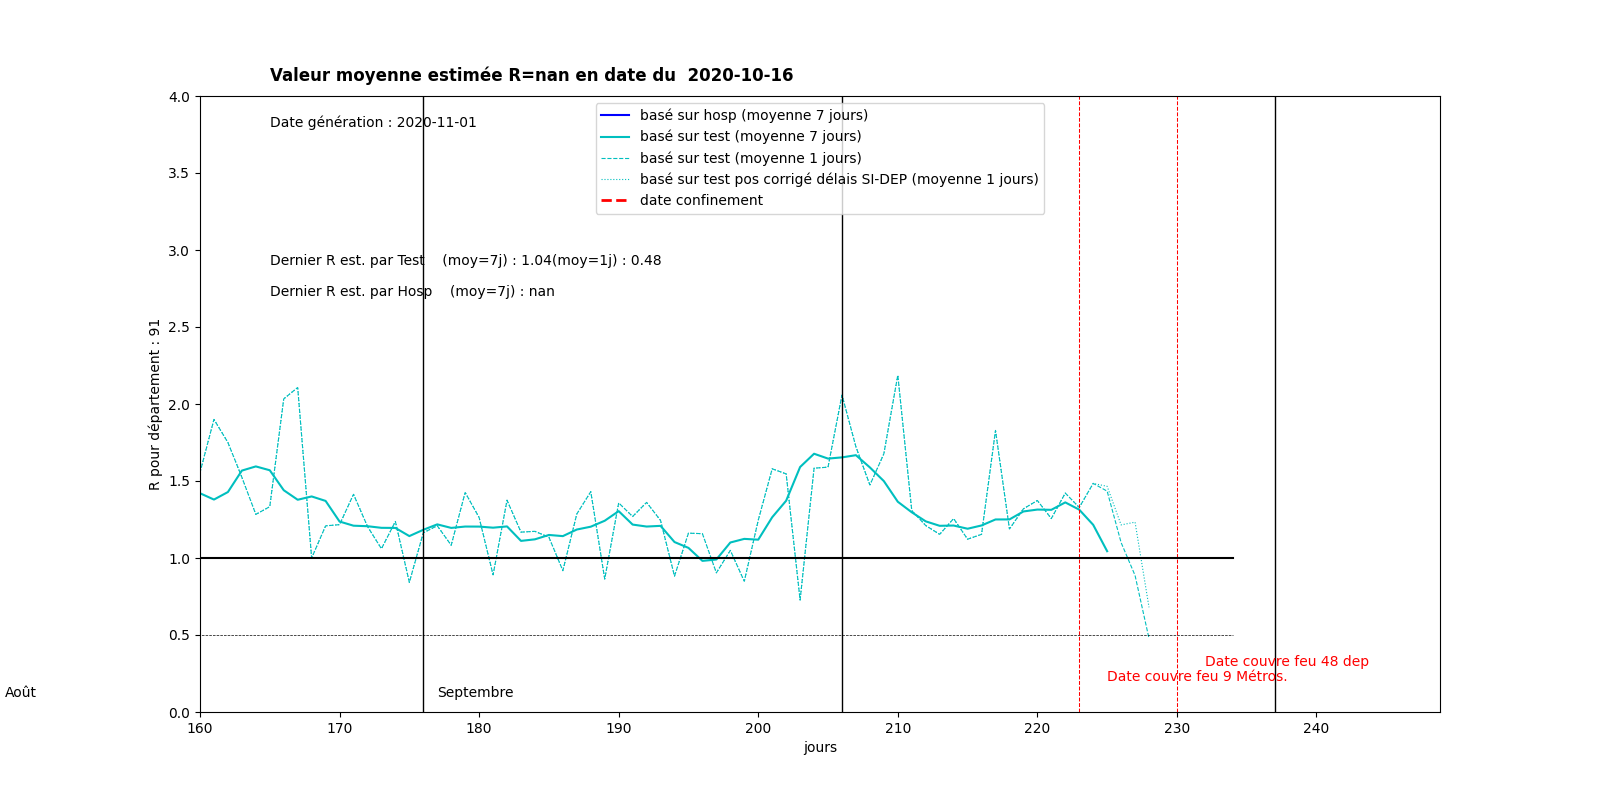 Valeur moyenne estimée R=nan en date du  2020-10-16
4.0
Date génération : 2020-11-01
basé sur hosp (moyenne 7 jours)
basé sur test (moyenne 7 jours)
basé sur test (moyenne 1 jours)
basé sur test pos corrigé délais SI-DEP (moyenne 1 jours)
date confinement
3.5
3.0
Dernier R est. par Test    (moy=7j) : 1.04(moy=1j) : 0.48
Dernier R est. par Hosp    (moy=7j) : nan
2.5
R pour département : 91
2.0
1.5
1.0
0.5
Date couvre feu 48 dep
Date couvre feu 9 Métros.
Août
Septembre
0.0
160 170 180 190 200 210 220 230 240
jours